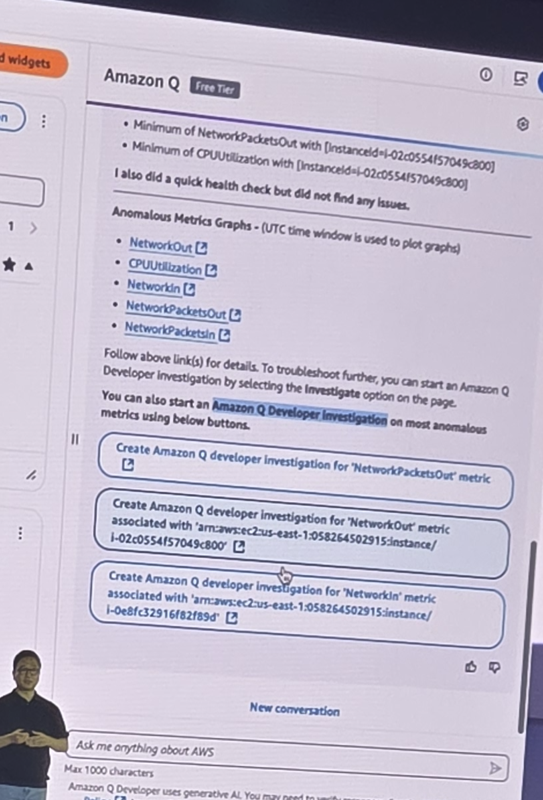 d widgets
Amazon Q Free Tier
n
• Minimum of NetworkPacketsOut with [InstanceId=i-02c0554f57049c800]
• Minimum of CPUUtilization with [InstanceId=i-02c0554f57049c800]
I also did a quick health check but did not find any issues.
1
Anomalous Metrics Graphs - (UTC time window is used to plot graphs)
• NetworkOut
• CPUUtilization
• NetworkIn
• NetworkPacketsOut
• NetworkPacketsIn
Follow above link(s) for details. To troubleshoot further, you can start an Amazon Q
Developer investigation by selecting the Investigate option on the page.
You can also start an Amazon Q Developer Investigation on most anomalous
metrics using below buttons.
Create Amazon Q developer investigation for 'NetworkPacketsOut' metric
Create Amazon Q developer investigation for 'NetworkOut' metric
associated with 'arn:aws:ec2:us-east-1:058264502915:instance/
i-02c0554f57049c800'
Create Amazon Q developer investigation for 'NetworkIn' metric
associated with 'arn:aws:ec2:us-east-1:058264502915:instance/
i-0e8fc32916f82f89d'
New conversation
Ask me anything about AWS
Max 1000 characters
Amazon Q Developer uses generative AI. You may need to verify